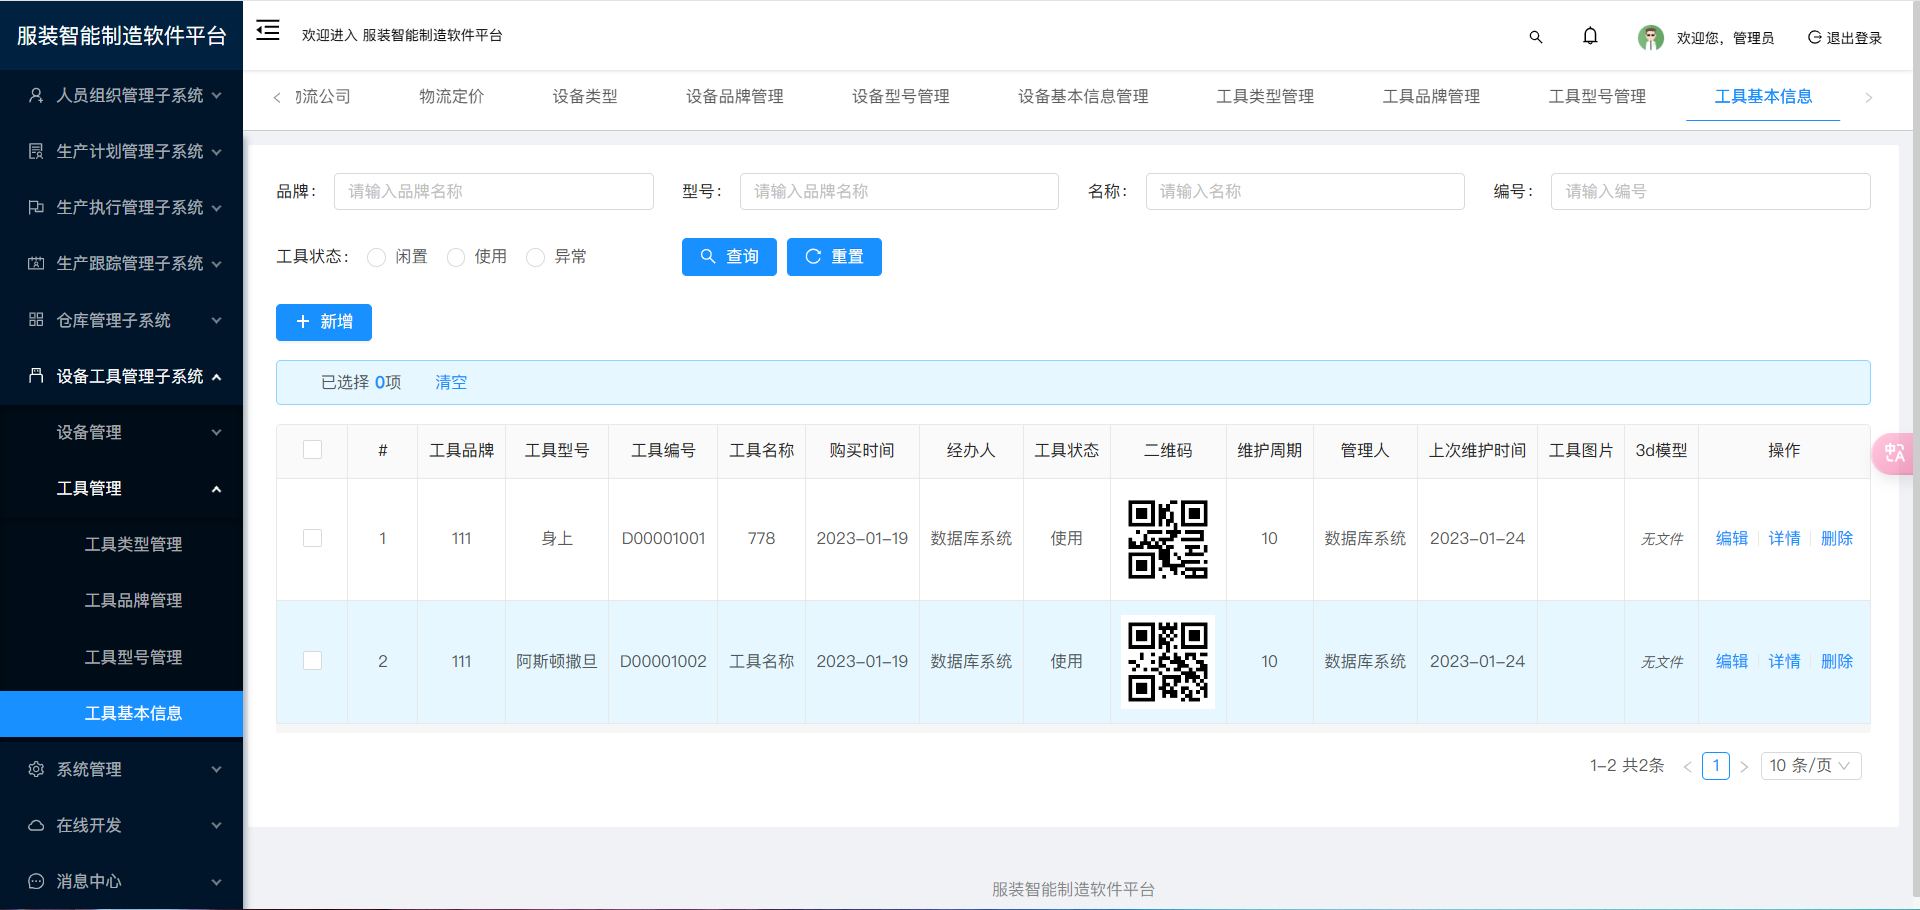 服装智能制造软件平台
欢迎进入 服装智能制造软件平台
欢迎您，管理员
退出登录
人员组织管理子系统
生产计划管理子系统
生产执行管理子系统
生产跟踪管理子系统
仓库管理子系统
设备工具管理子系统
设备管理
工具管理
工具类型管理
工具品牌管理
工具型号管理
工具基本信息
系统管理
在线开发
消息中心
流公司 物流定价 设备类型 设备品牌管理 设备型号管理 设备基本信息管理 工具类型管理 工具品牌管理 工具型号管理 工具基本信息
品牌： 请输入品牌名称 型号： 请输入品牌名称 名称： 请输入名称 编号： 请输入编号
工具状态： 闲置 使用 异常 查询 重置
新增
已选择 0项 清空
# 工具品牌 工具型号 工具编号 工具名称 购买时间 经办人 工具状态 二维码 维护周期 管理人 上次维护时间 工具图片 3d模型 操作
1 111 身上 D00001001 778 2023-01-19 数据库系统 使用 10 数据库系统 2023-01-24 无文件 编辑 详情 删除
2 111 阿斯顿撒旦 D00001002 工具名称 2023-01-19 数据库系统 使用 10 数据库系统 2023-01-24 无文件 编辑 详情 删除
1-2 共2条 1 10 条/页
服装智能制造软件平台